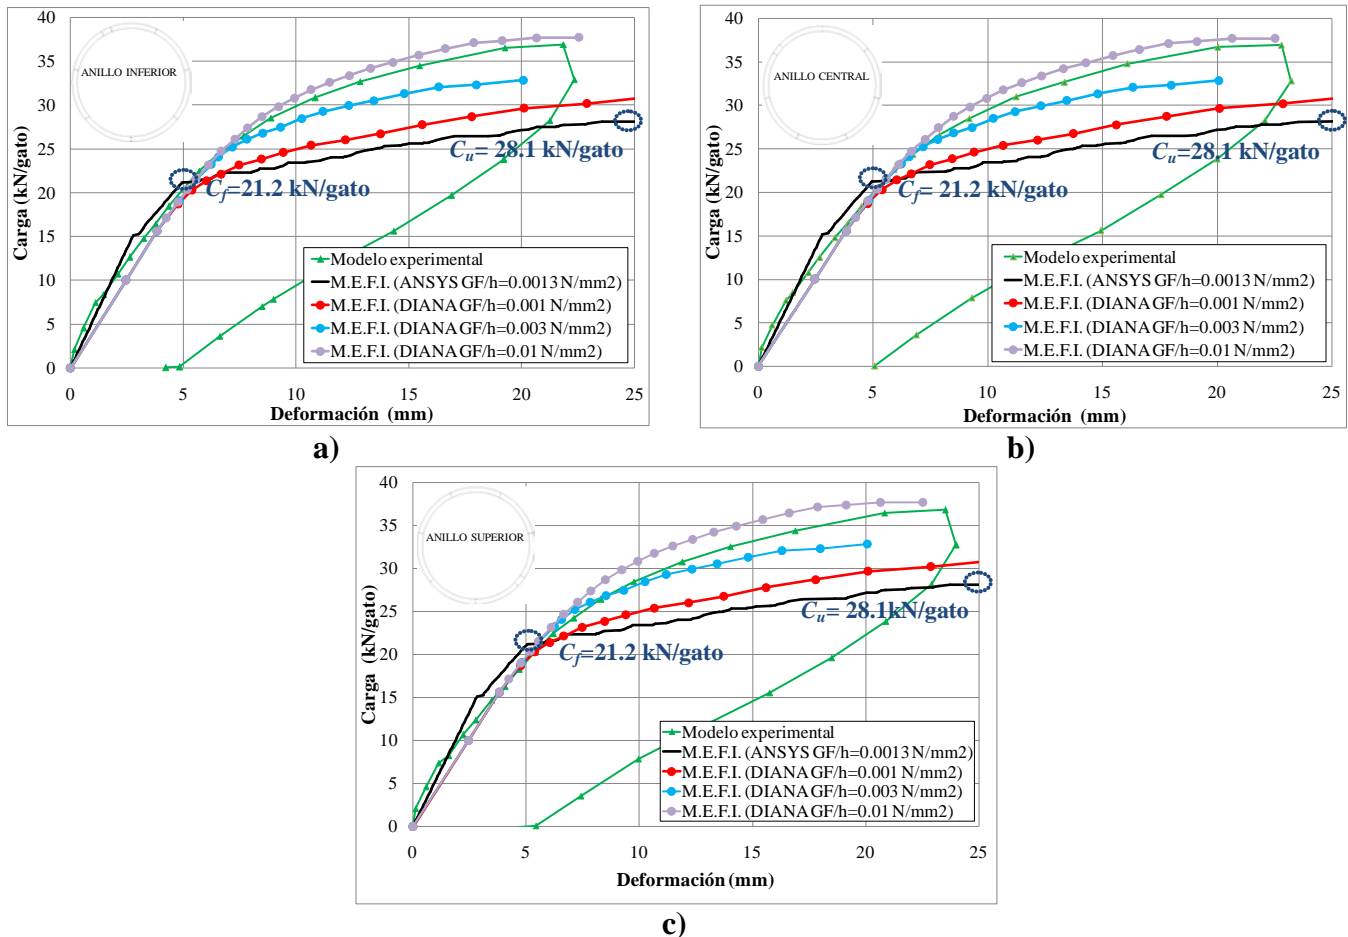 40
35
30
25
20
15
10
5
0
Carga (kN/gato)
ANILLO INFERIOR
Cu= 28.1 kN/gato
Cf=21.2 kN/gato
Modelo experimental
M.E.F.I. (ANSYS GF/h=0.0013 N/mm2)
M.E.F.I. (DIANA GF/h=0.001 N/mm2)
M.E.F.I. (DIANA GF/h=0.003 N/mm2)
M.E.F.I. (DIANA GF/h=0.01 N/mm2)
0 5 10 15 20 25
Deformación (mm)
a)
40
35
30
25
20
15
10
5
0
Carga (kN/gato)
ANILLO CENTRAL
Cu= 28.1 kN/gato
Cf=21.2 kN/gato
Modelo experimental
M.E.F.I. (ANSYS GF/h=0.0013 N/mm2)
M.E.F.I. (DIANA GF/h=0.001 N/mm2)
M.E.F.I. (DIANA GF/h=0.003 N/mm2)
M.E.F.I. (DIANA GF/h=0.01 N/mm2)
0 5 10 15 20 25
Deformación (mm)
b)
40
35
30
25
20
15
10
5
0
Carga (kN/gato)
ANILLO SUPERIOR
Cu= 28.1kN/gato
Cf=21.2 kN/gato
Modelo experimental
M.E.F.I. (ANSYS GF/h=0.0013 N/mm2)
M.E.F.I. (DIANA GF/h=0.001 N/mm2)
M.E.F.I. (DIANA GF/h=0.003 N/mm2)
M.E.F.I. (DIANA GF/h=0.01 N/mm2)
0 5 10 15 20 25
Deformación (mm)
c)